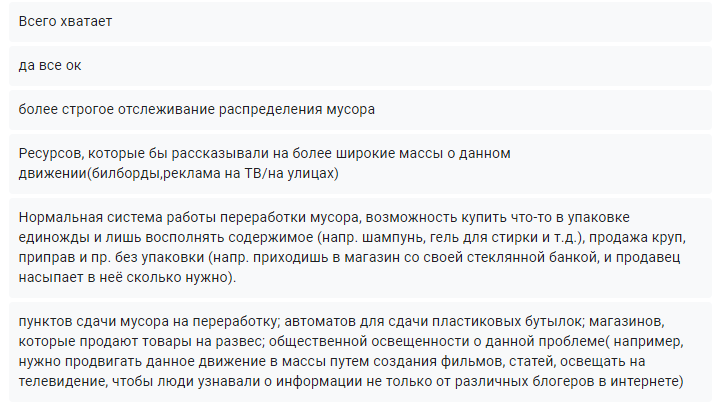 Всего хватает
да все ок
более строгое отслеживание распределения мусора
Ресурсов, которые бы рассказывали на более широкие массы о данном
движении(билборды,реклама на ТВ/на улицах)
Нормальная система работы переработки мусора, возможность купить что-то в упаковке
единожды и лишь восполнять содержимое (напр. шампунь, гель для стирки и т.д.), продажа круп,
приправ и пр. без упаковки (напр. приходишь в магазин со своей стеклянной банкой, и продавец
насыпает в неё сколько нужно).
пунктов сдачи мусора на переработку; автоматов для сдачи пластиковых бутылок; магазинов,
которые продают товары на развес; общественной освещенности о данной проблеме( например,
нужно продвигать данное движение в массы путем создания фильмов, статей, освещать на
телевидение, чтобы люди узнавали о информации не только от различных блогеров в интернете)